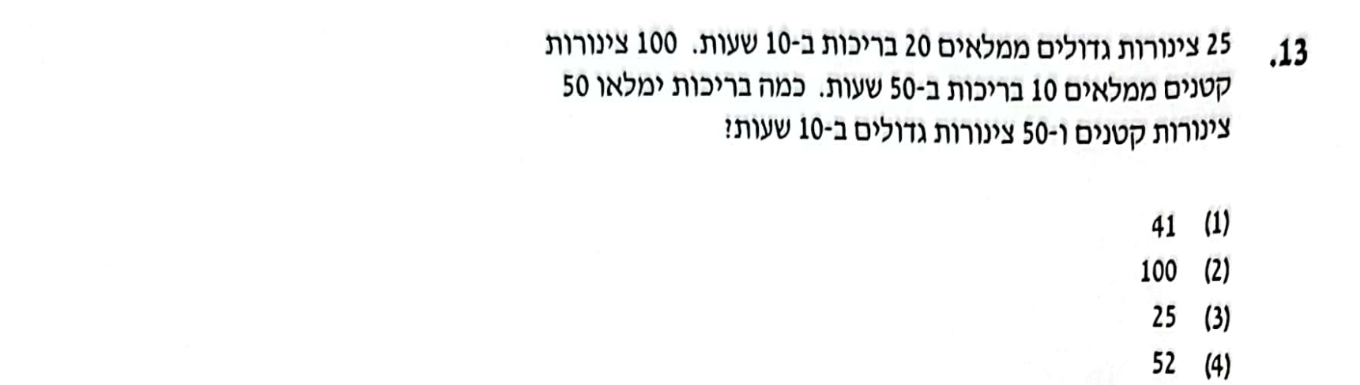 .13 25 צינורות גדולים ממלאים 20 בריכות ב-10 שעות. 100 צינורות
קטנים ממלאים 10 בריכות ב-50 שעות. כמה בריכות ימלאו 50
צינורות קטנים ו-50 צינורות גדולים ב-10 שעות?
(1) 41
(2) 100
(3) 25
(4) 52